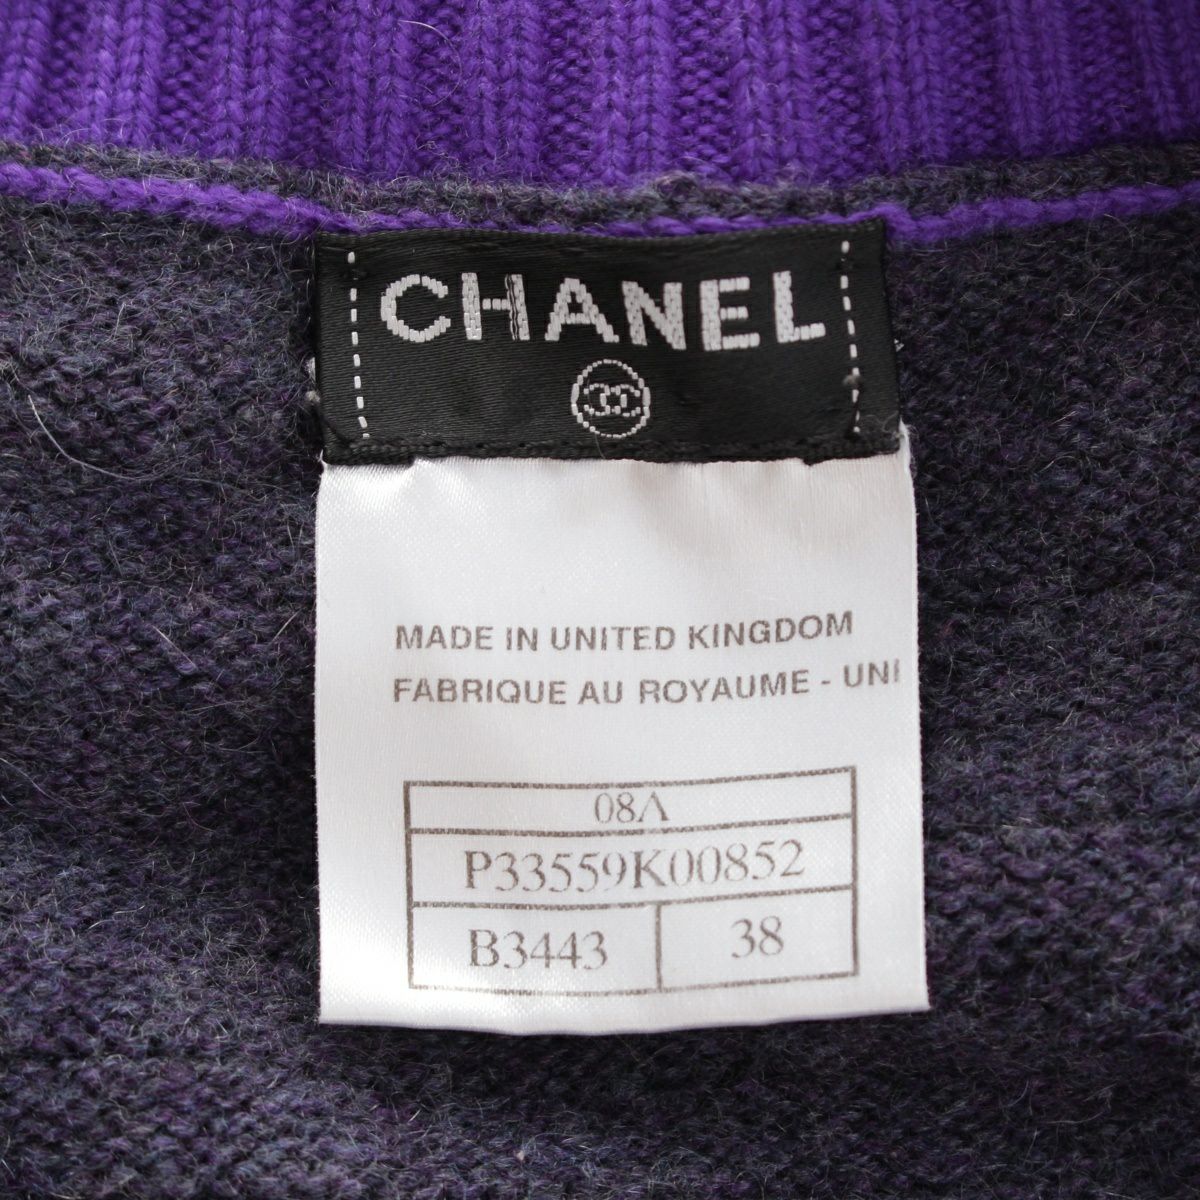 CHANEL
MADE IN UNITED KINGDOM
FABRIQUE AU ROYAUME - UNI
08A
P33559K00852
B3443 38